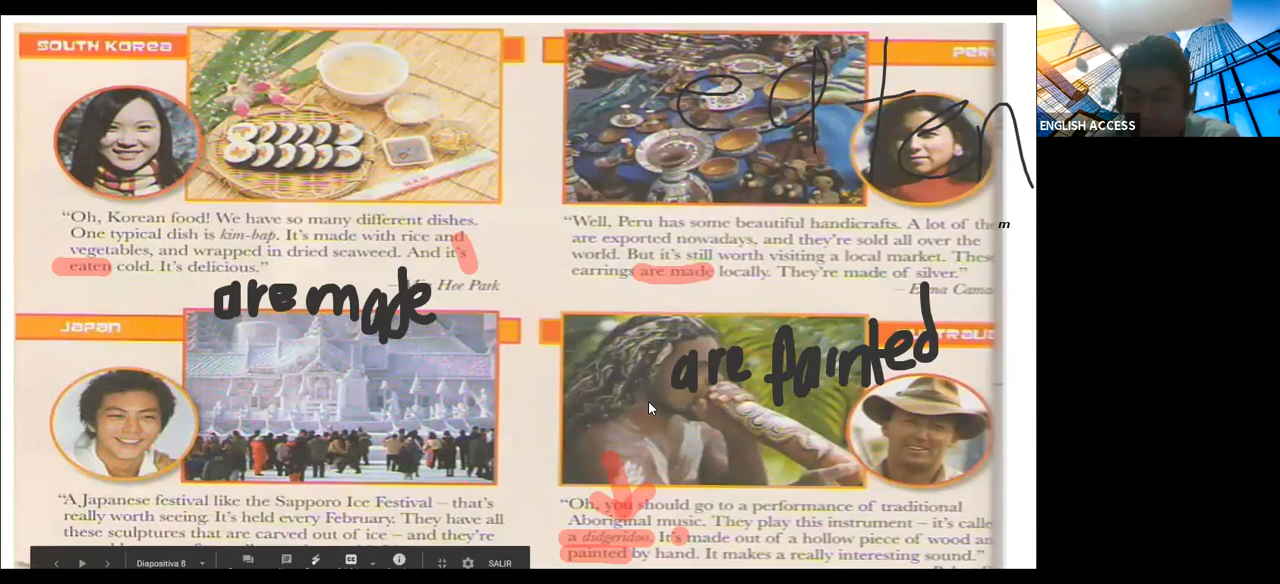 SOUTH KOREA
"Oh, Korean food! We have so many different dishes.
One typical dish is kim-bap. It's made with rice and
vegetables, and wrapped in dried seaweed. And it's
eaten cold. It's delicious."
Hee Park
are made
PERU
"Well, Peru has some beautiful handicrafts. A lot of
are exported nowadays, and they're sold all over the
world. But it's still worth visiting a local market. These
earrings are made locally. They're made of silver."
are painted
JAPAN
"A Japanese festival like the Sapporo Ice Festival – that's
really worth seeing. It's held every February. They have all
these sculptures that are carved out of ice – and they're
"Oh, you should go to a performance of traditional
Aboriginal music. They play this instrument – it's calle
a didgeridoo. It's made out of a hollow piece of wood an
painted by hand. It makes a really interesting sound."
ENGLISH ACCESS
Diapositiva 8
SALIR